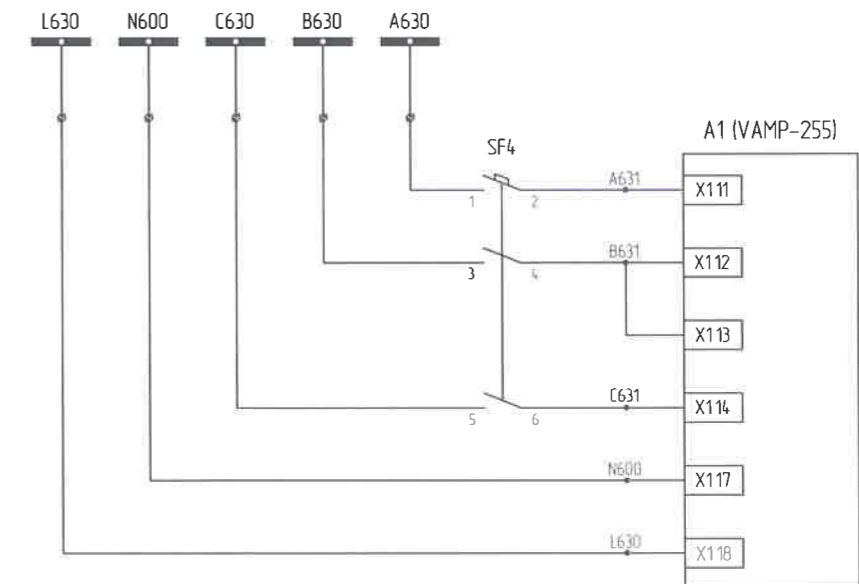 L630 N600 C630 B630 A630
A1 (VAMP-255)
SF4
A631
X111
1 2
B631
X112
3 4
X113
C631
X114
5 6
N600
X117
L630
X118